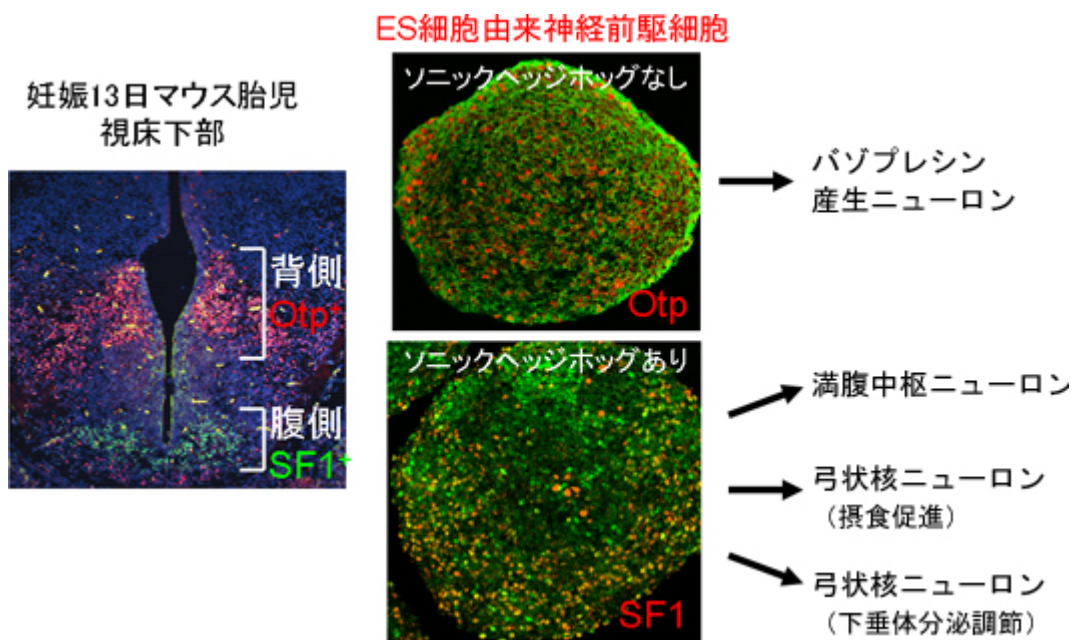 ES細胞由来神経前駆細胞
妊娠13日マウス胎児
視床下部
背側
Otp⁺
腹側
SF1⁺
ソニックヘッジホッグなし
Otp
バゾプレシン
産生ニューロン
ソニックヘッジホッグあり
SF1
満腹中枢ニューロン
弓状核ニューロン
（摂食促進）
弓状核ニューロン
（下垂体分泌調節）